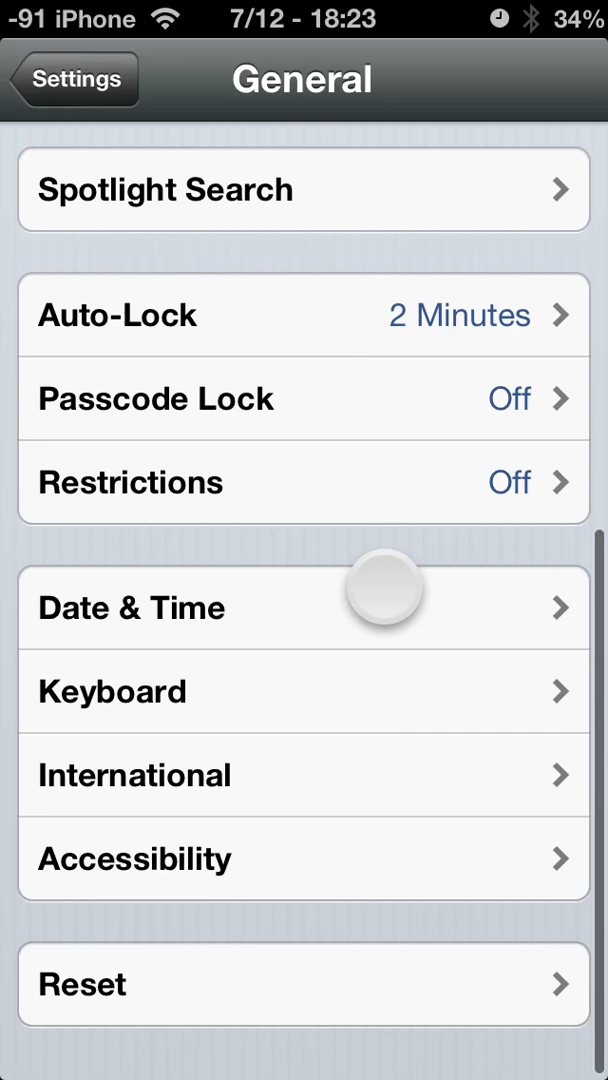 -91 iPhone 7/12 - 18:23 34%
Settings General
Spotlight Search
Auto-Lock 2 Minutes
Passcode Lock Off
Restrictions Off
Date & Time
Keyboard
International
Accessibility
Reset